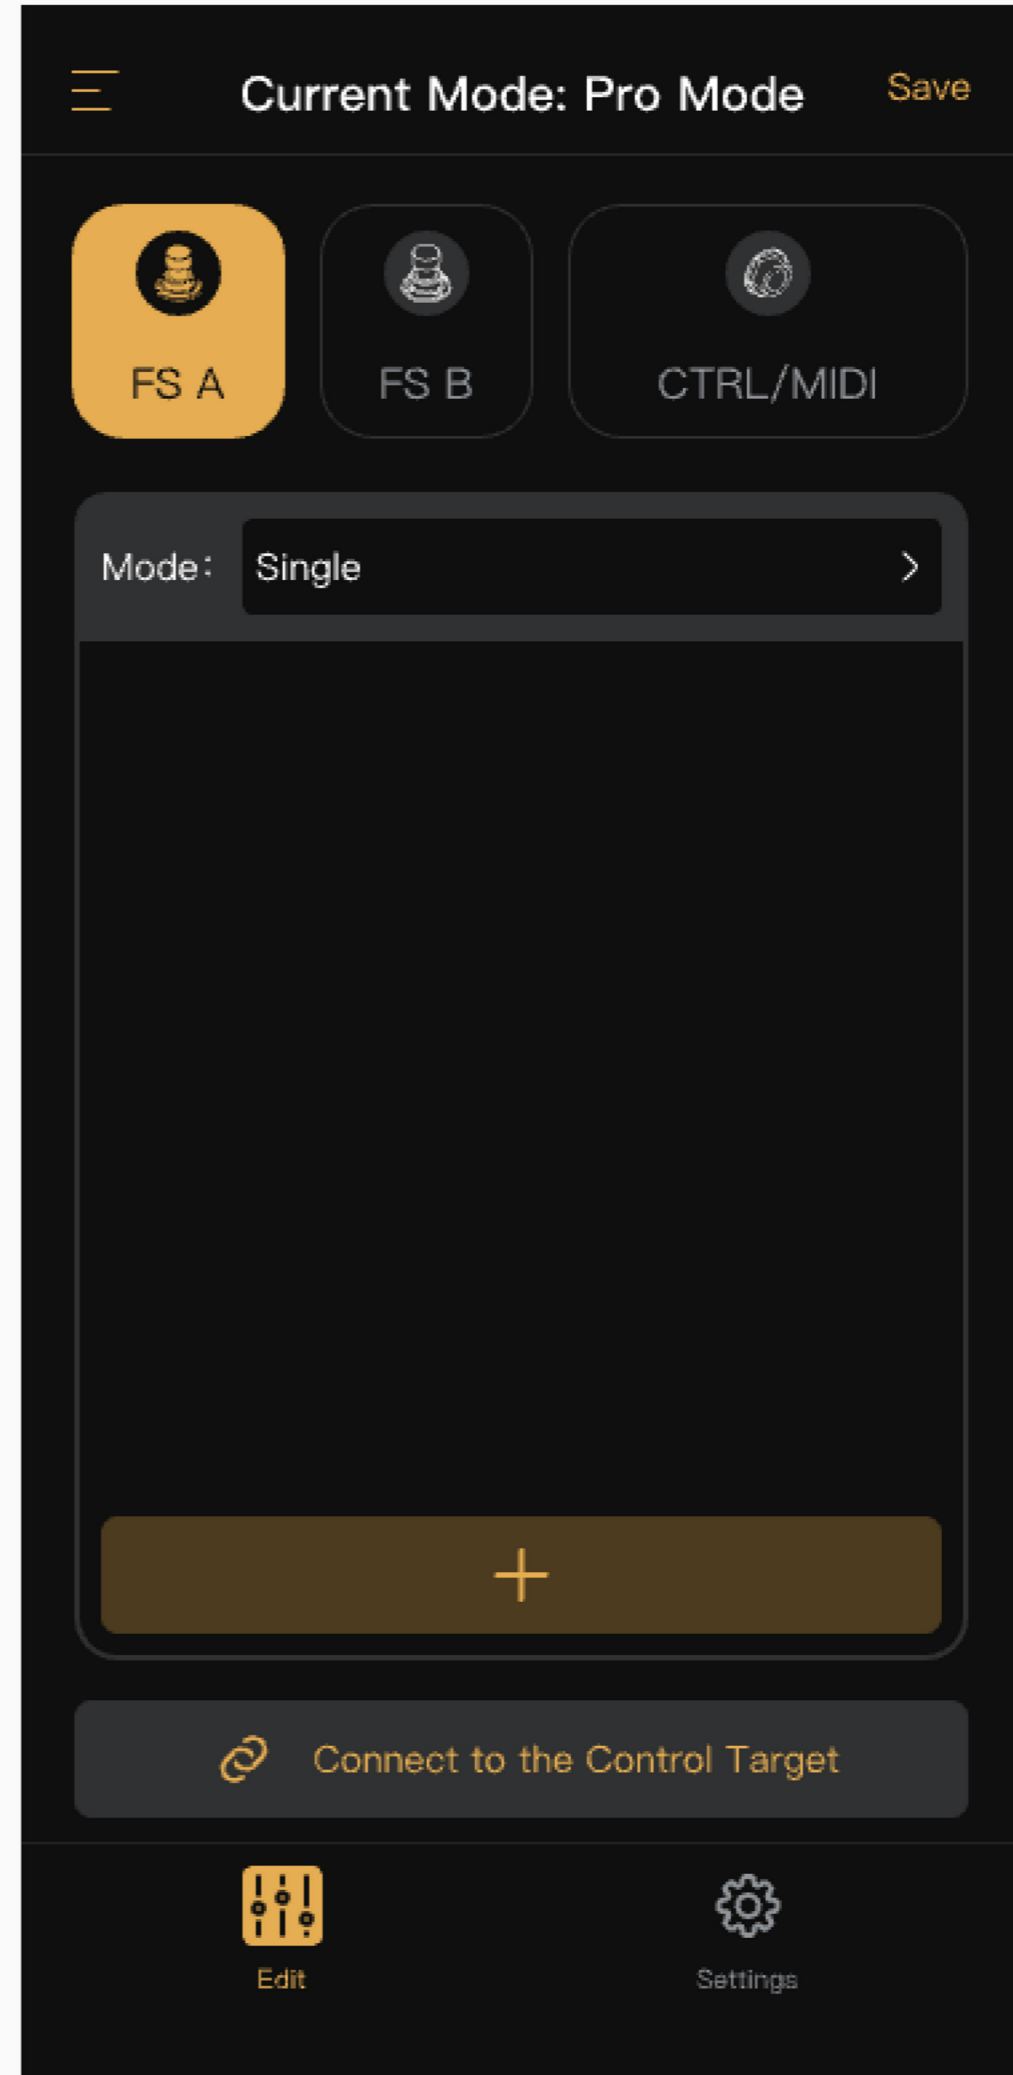 Current Mode: Pro Mode
Save
FS A
FS B
CTRL/MIDI
Mode:
Single
Connect to the Control Target
Edit
Settings